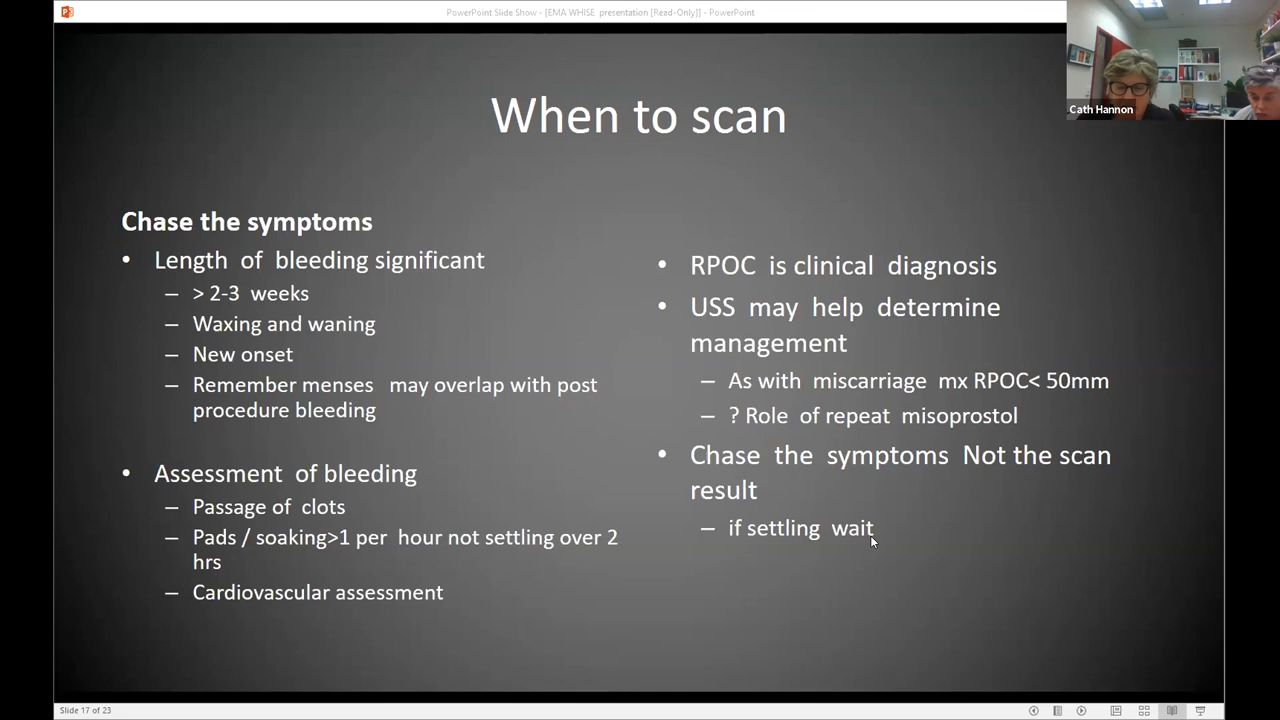 PowerPoint Slide Show - [EMA WHISE presentation [Read-Only]] - PowerPoint
Cath Hannon
When to scan
Chase the symptoms
• Length of bleeding significant
– > 2-3 weeks
– Waxing and waning
– New onset
– Remember menses may overlap with post
procedure bleeding
• Assessment of bleeding
– Passage of clots
– Pads / soaking>1 per hour not settling over 2
hrs
– Cardiovascular assessment
• RPOC is clinical diagnosis
• USS may help determine
management
– As with miscarriage mx RPOC< 50mm
– ? Role of repeat misoprostol
• Chase the symptoms Not the scan
result
– if settling wait
Slide 17 of 23